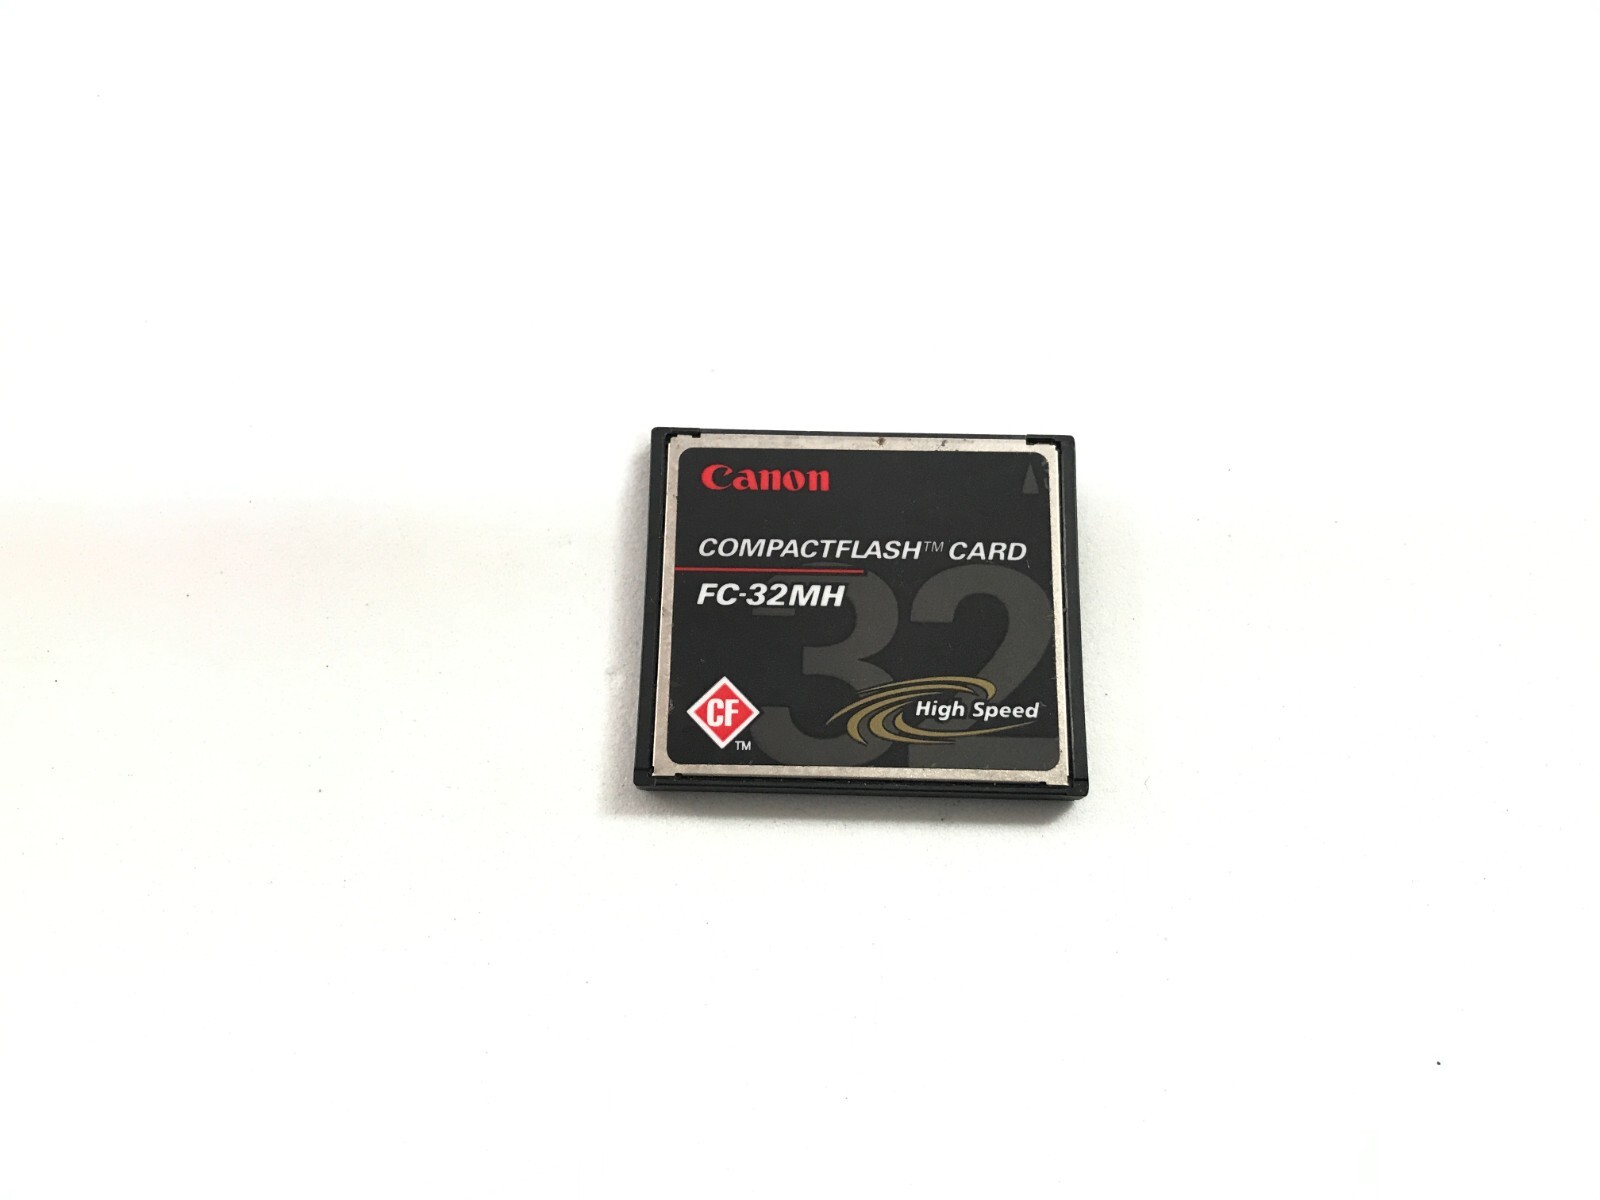 Canon
COMPACTFLASH™ CARD
FC-32MH
32
CF
TM
High Speed